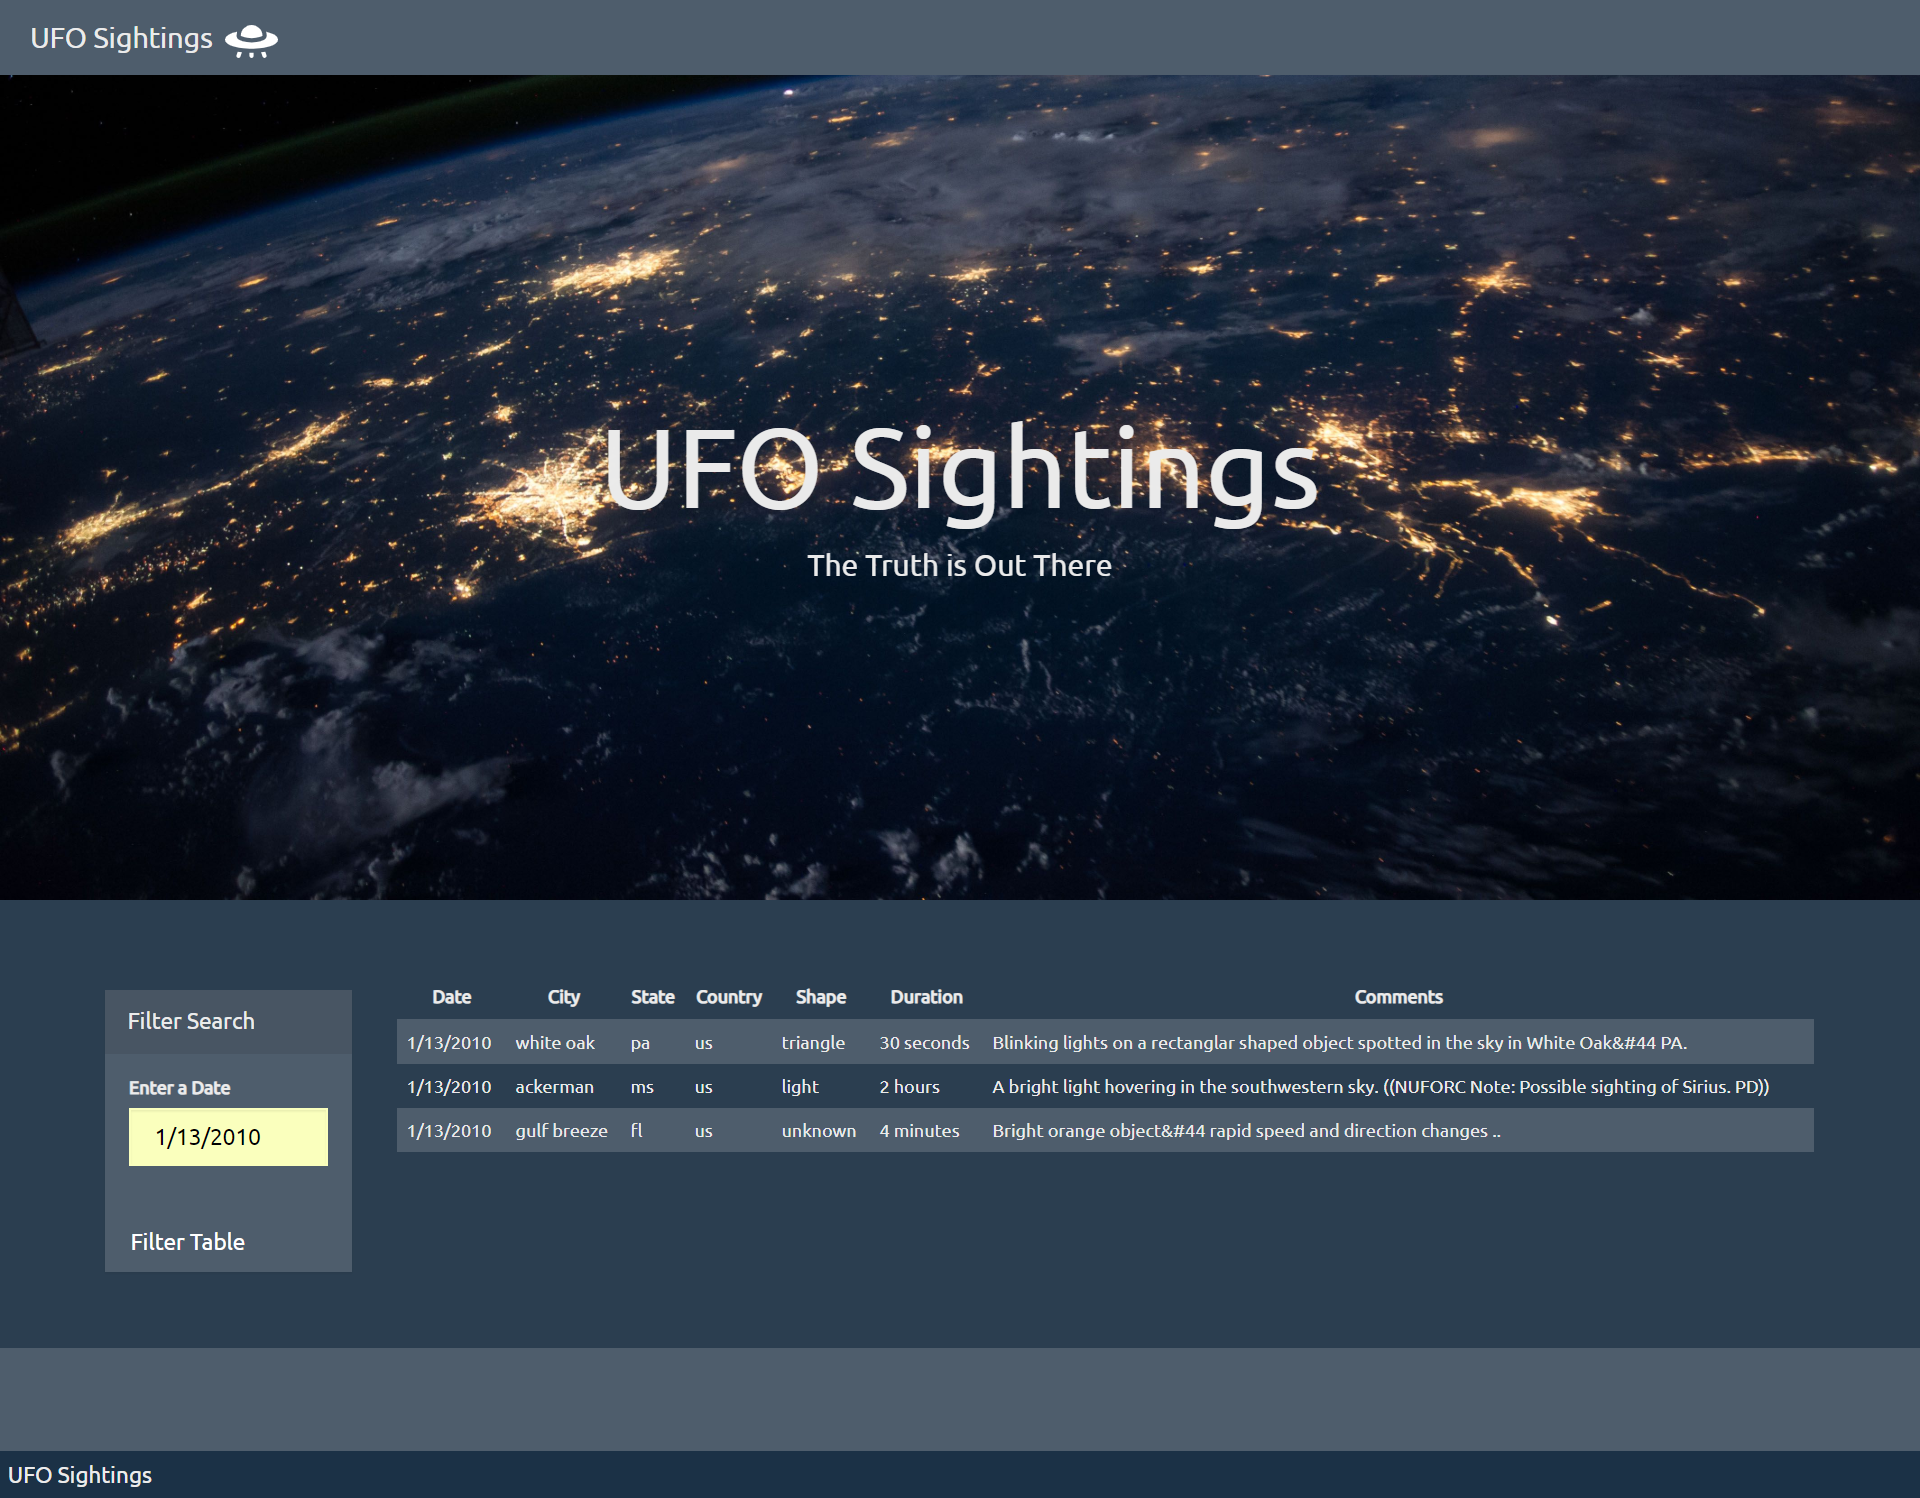 UFO Sightings
UFO Sightings
The Truth is Out There
Filter Search
Enter a Date
1/13/2010
Filter Table
Date City State Country Shape Duration Comments
1/13/2010 white oak pa us triangle 30 seconds Blinking lights on a rectanglar shaped object spotted in the sky in White Oak&#44 PA.
1/13/2010 ackerman ms us light 2 hours A bright light hovering in the southwestern sky. ((NUFORC Note: Possible sighting of Sirius. PD))
1/13/2010 gulf breeze fl us unknown 4 minutes Bright orange object&#44 rapid speed and direction changes ..
UFO Sightings